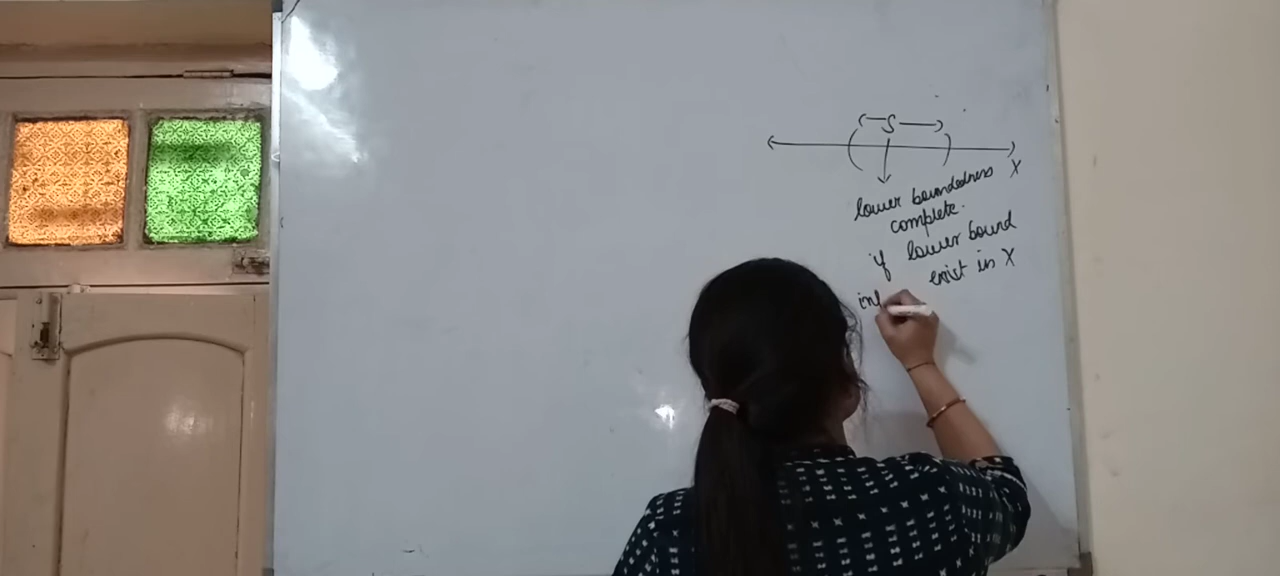 S
X
lower boundedness
complete.
if lower bound
exist in X
inf